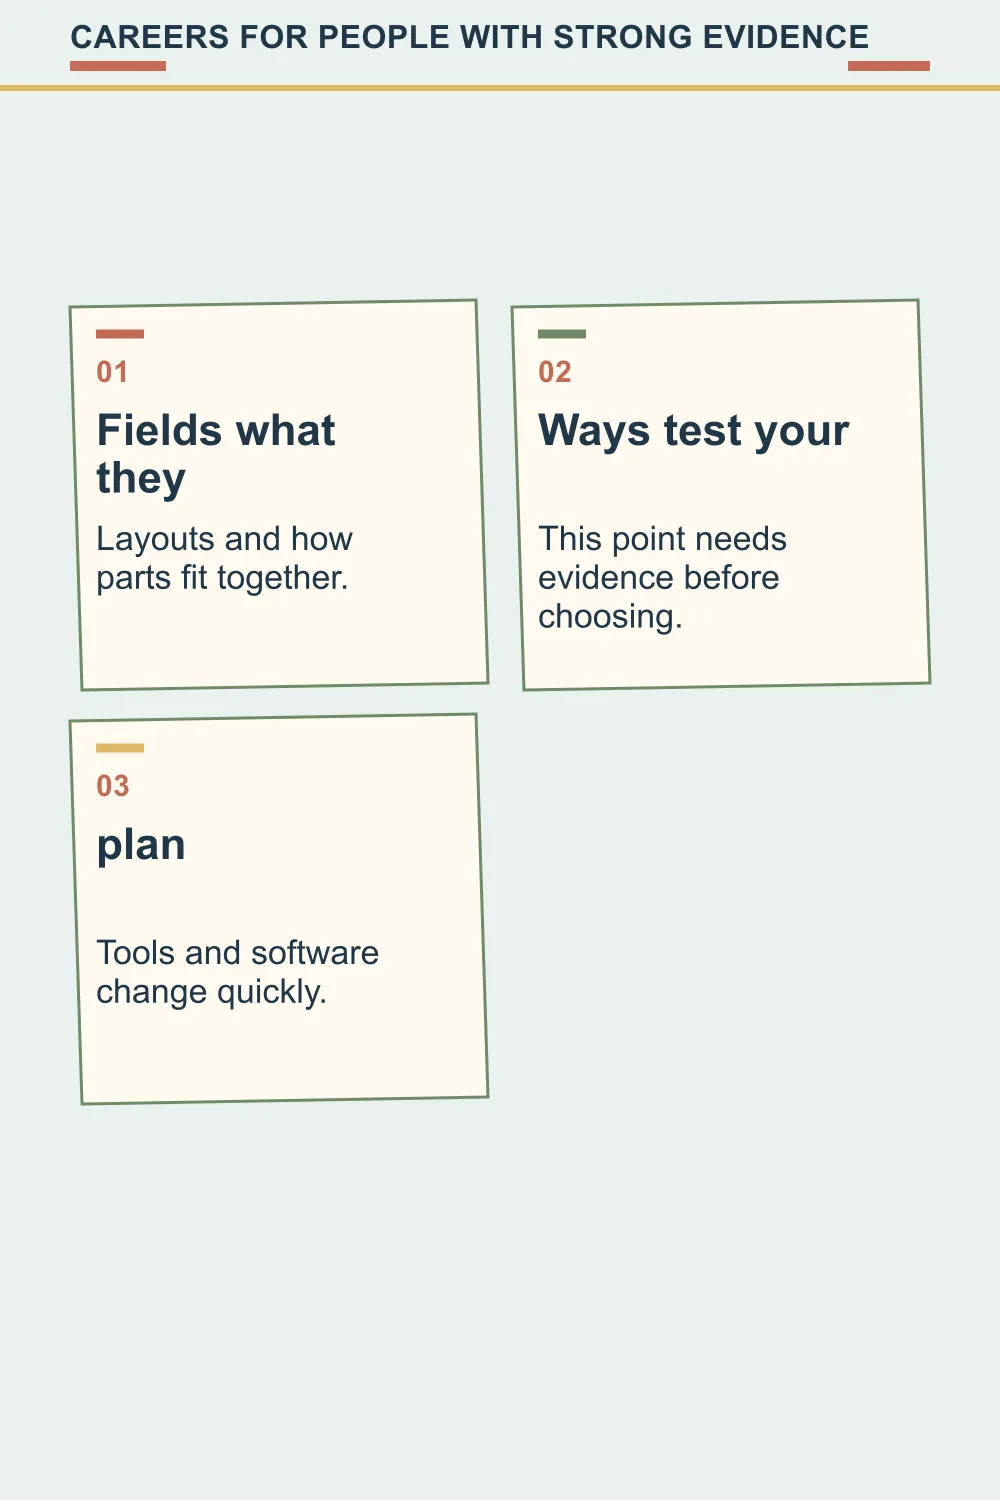 CAREERS FOR PEOPLE WITH STRONG EVIDENCE
01
Fields what
they
Layouts and how
parts fit together.
02
Ways test your
This point needs
evidence before
choosing.
03
plan
Tools and software
change quickly.